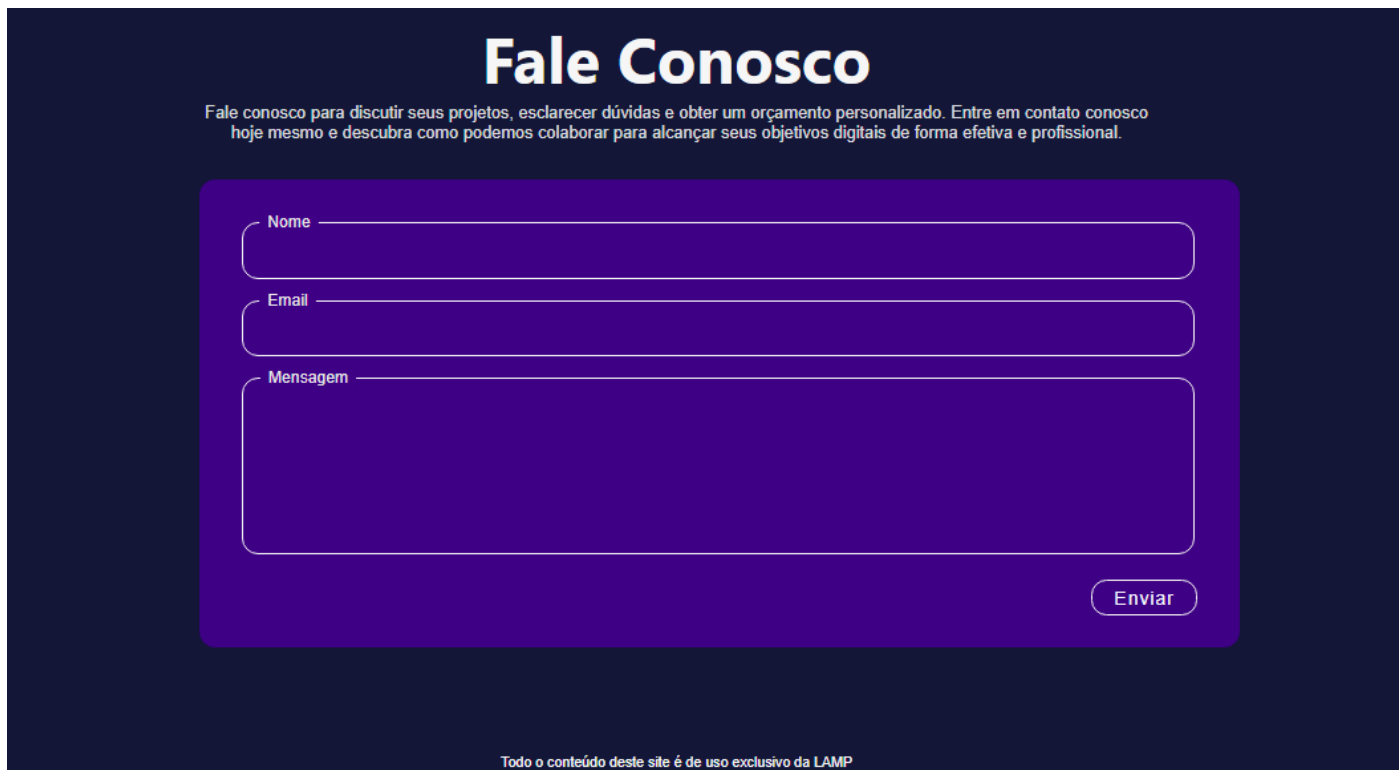 Fale Conosco
Fale conosco para discutir seus projetos, esclarecer dúvidas e obter um orçamento personalizado. Entre em contato conosco
hoje mesmo e descubra como podemos colaborar para alcançar seus objetivos digitais de forma efetiva e profissional.
Nome
Email
Mensagem
Enviar
Todo o conteúdo deste site é de uso exclusivo da LAMP